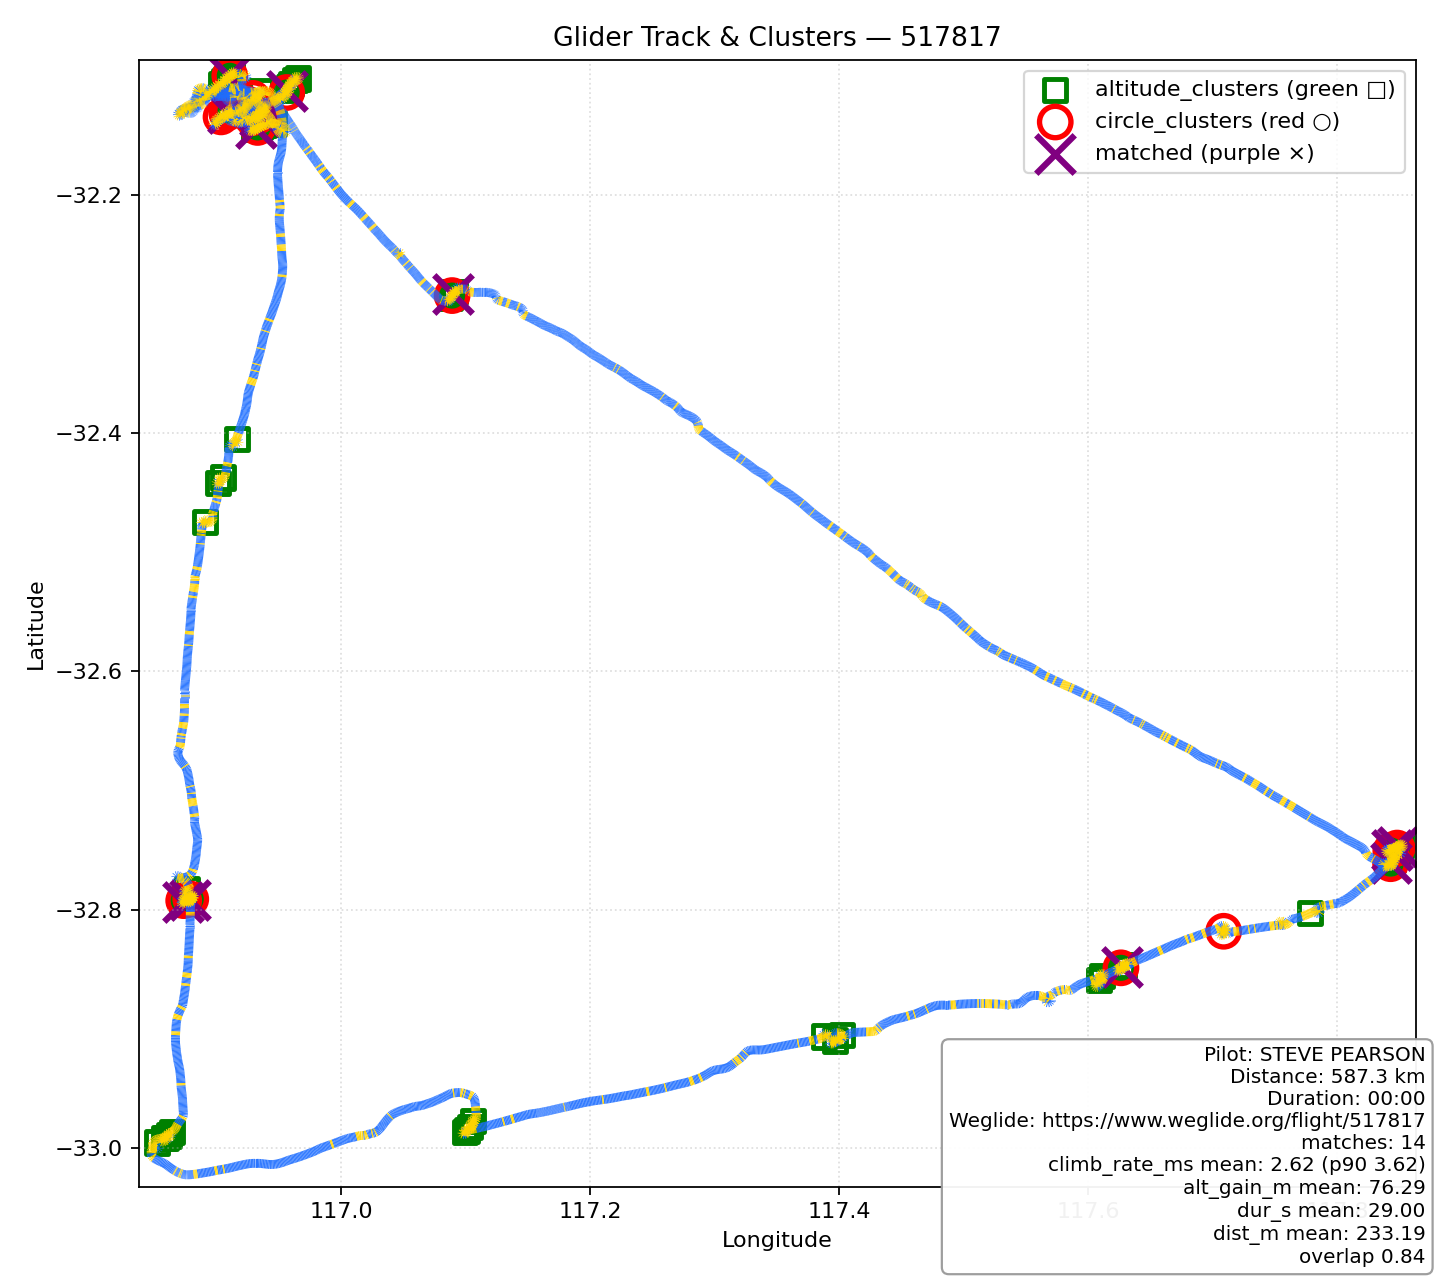 Glider Track & Clusters — 517817
altitude_clusters (green □)
circle_clusters (red ○)
matched (purple ×)
−32.2
−32.4
−32.6
−32.8
−33.0
Latitude
117.0
117.2
117.4
117.6
Longitude
Pilot: STEVE PEARSON
Distance: 587.3 km
Duration: 00:00
Weglide: https://www.weglide.org/flight/517817
matches: 14
climb_rate_ms mean: 2.62 (p90 3.62)
alt_gain_m mean: 76.29
dur_s mean: 29.00
dist_m mean: 233.19
overlap 0.84